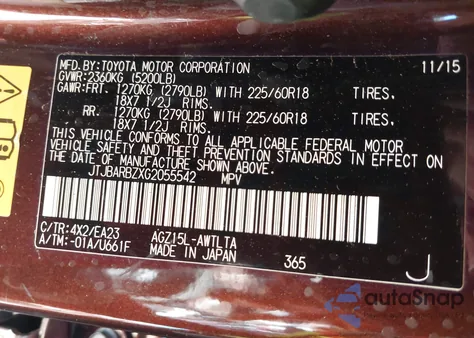 MFD.BY:TOYOTA MOTOR CORPORATION 11/15
GVWR:2360KG (5200LB)
GAWR:FRT. 1270KG (2790LB) WITH 225/60R18 TIRES,
18X7 1/2J RIMS.
RR. 1270KG (2790LB) WITH 225/60R18 TIRES,
18X7 1/2J RIMS.
THIS VEHICLE CONFORMS TO ALL APPLICABLE FEDERAL MOTOR
VEHICLE SAFETY AND THEFT PREVENTION STANDARDS IN EFFECT
ON THE DATE OF MANUFACTURE SHOWN ABOVE.
JTJBARBZXG2055542 MPV
C/TR:4X2/EA23 AGZ15L-AWTLTA
A/TM:-01A/U661F MADE IN JAPAN 365 J
autoSnap